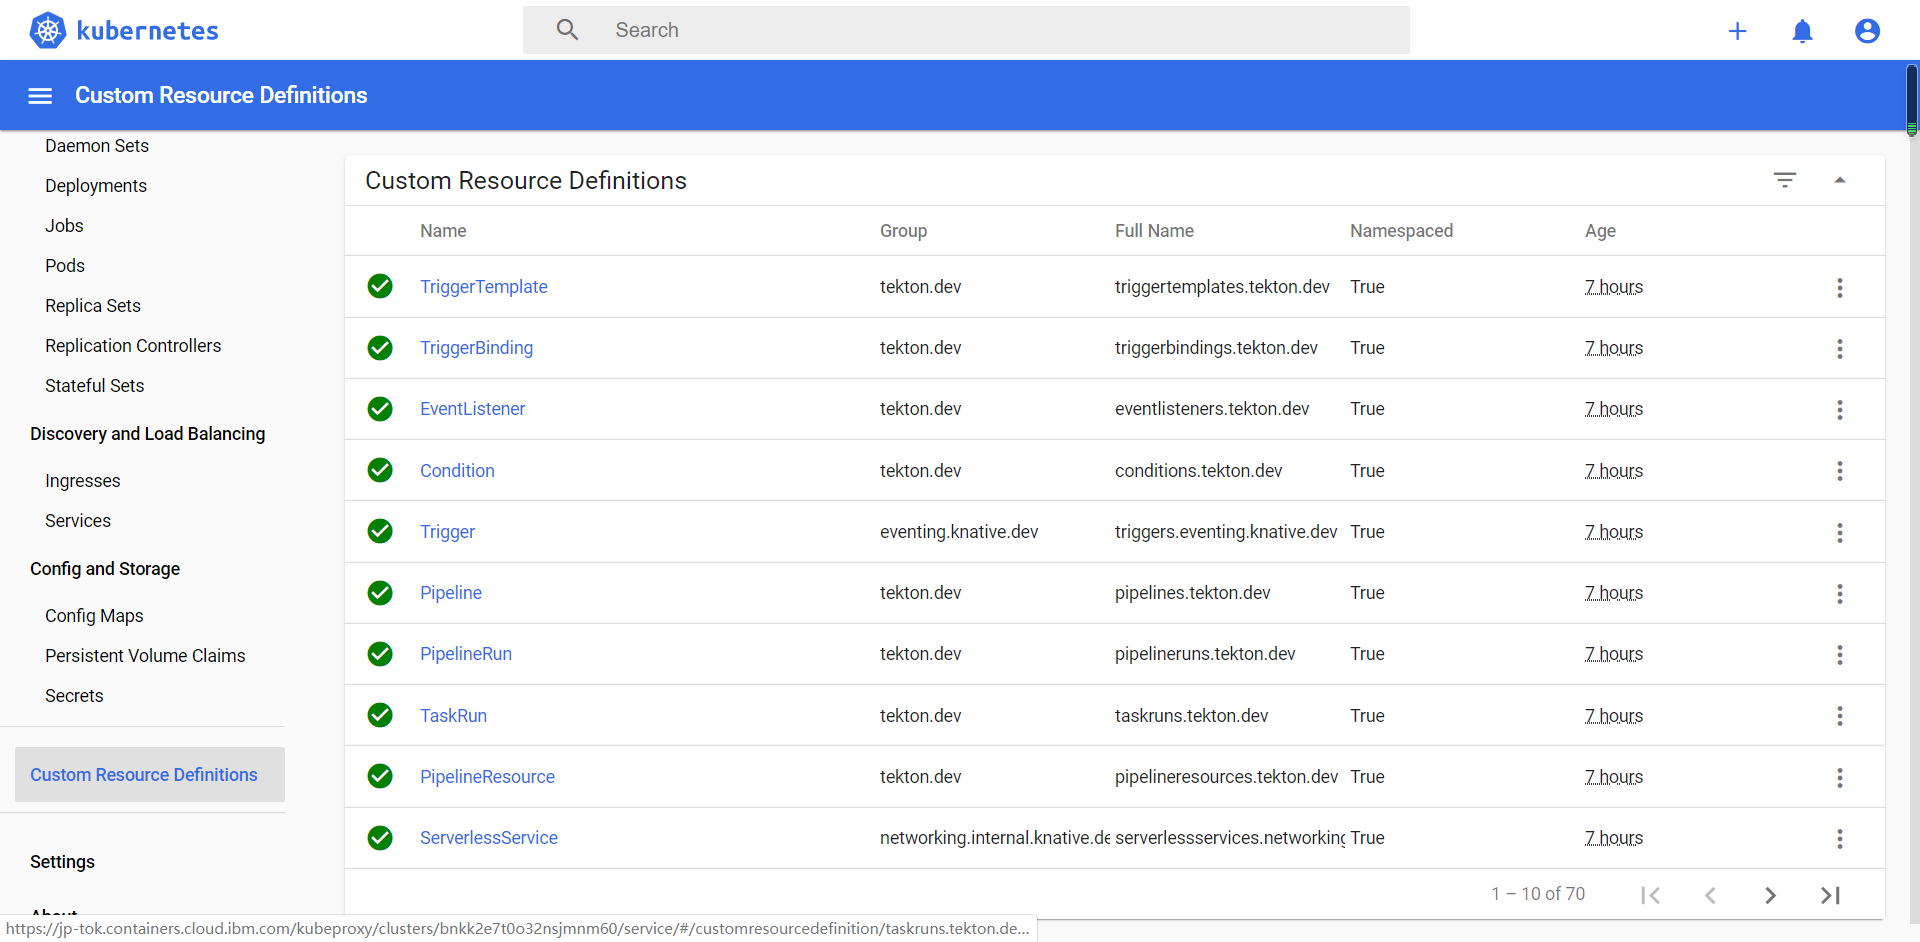 kubernetes
Search
Custom Resource Definitions
Daemon Sets
Deployments
Jobs
Pods
Replica Sets
Replication Controllers
Stateful Sets
Discovery and Load Balancing
Ingresses
Services
Config and Storage
Config Maps
Persistent Volume Claims
Secrets
Custom Resource Definitions
Settings
About
Custom Resource Definitions
Name Group Full Name Namespaced Age
TriggerTemplate tekton.dev triggertemplates.tekton.dev True 7 hours
TriggerBinding tekton.dev triggerbindings.tekton.dev True 7 hours
EventListener tekton.dev eventlisteners.tekton.dev True 7 hours
Condition tekton.dev conditions.tekton.dev True 7 hours
Trigger eventing.knative.dev triggers.eventing.knative.dev True 7 hours
Pipeline tekton.dev pipelines.tekton.dev True 7 hours
PipelineRun tekton.dev pipelineruns.tekton.dev True 7 hours
TaskRun tekton.dev taskruns.tekton.dev True 7 hours
PipelineResource tekton.dev pipelineresources.tekton.dev True 7 hours
ServerlessService networking.internal.knative.de serverlessservices.networking True 7 hours
1 – 10 of 70
https://jp-tok.containers.cloud.ibm.com/kubeproxy/clusters/bnkk2e7t0o32nsjmnm60/service/#/customresourcedefinition/taskruns.tekton.de...